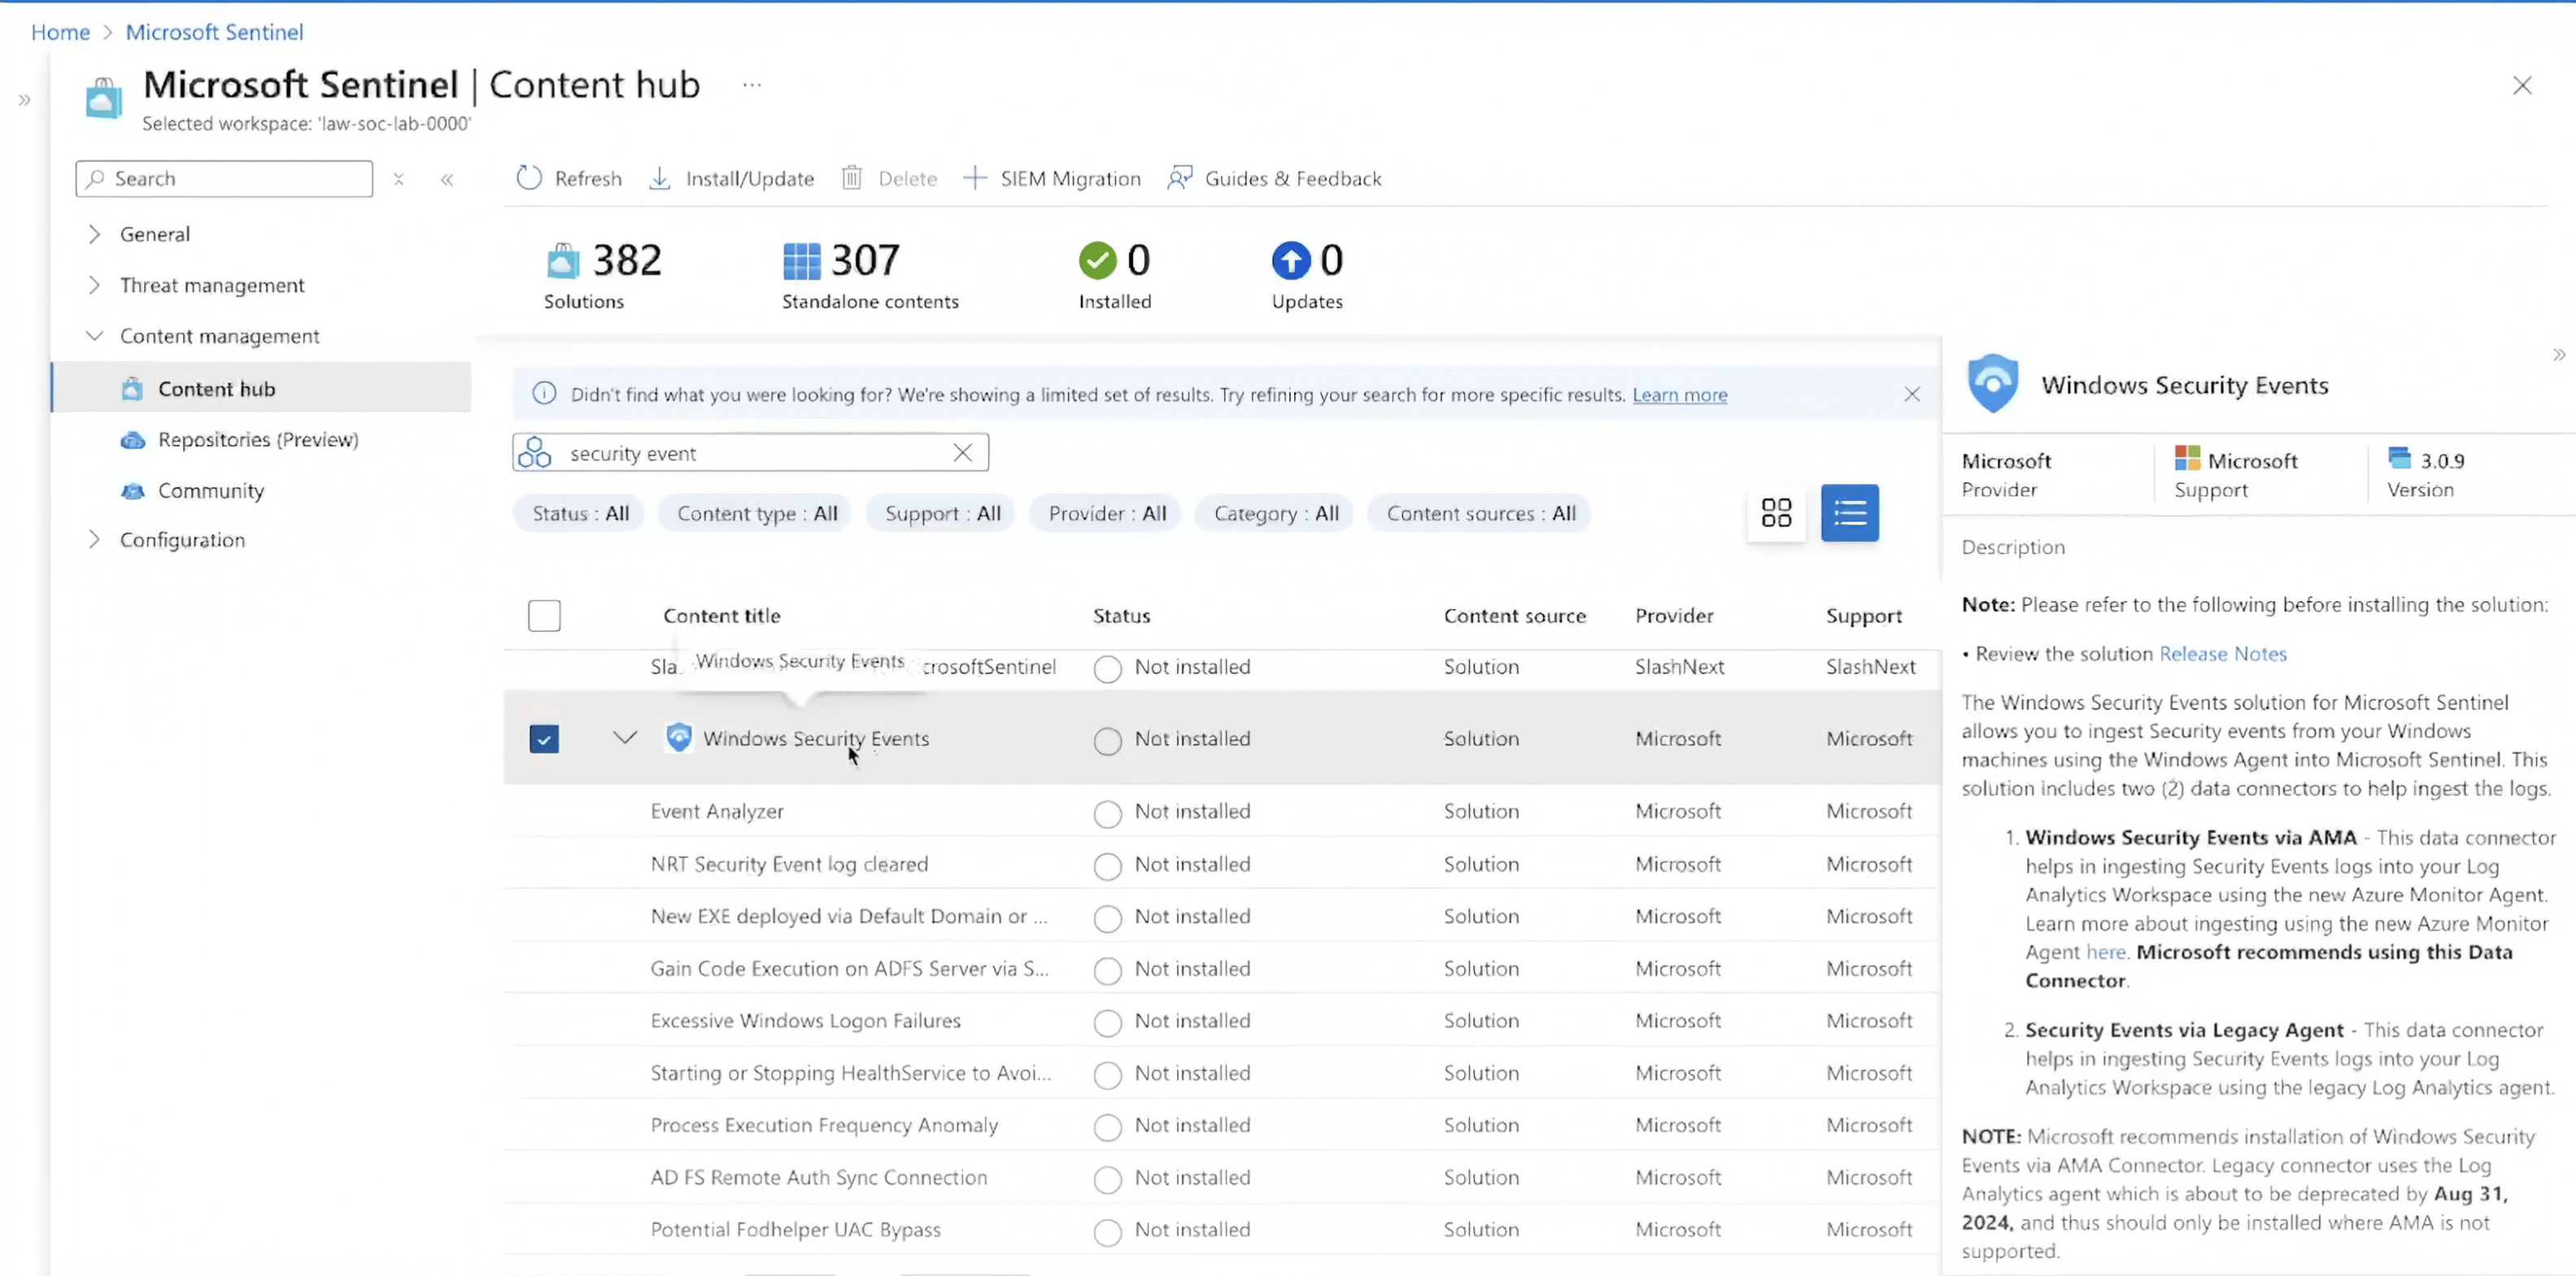 Home > Microsoft Sentinel
Microsoft Sentinel | Content hub ...
Selected workspace: 'law-soc-lab-0000'
Search
General
Threat management
Content management
Content hub
Repositories (Preview)
Community
Configuration
Refresh Install/Update Delete SIEM Migration Guides & Feedback
382 307 0 0
Solutions Standalone contents Installed Updates
Didn't find what you were looking for? We're showing a limited set of results. Try refining your search for more specific results. Learn more
security event
Status : All Content type : All Support : All Provider : All Category : All Content sources : All
Content title Status Content source Provider Support
Windows Security Events
Sla crosoftSentinel Not installed Solution SlashNext SlashNext
Windows Security Events Not installed Solution Microsoft Microsoft
Event Analyzer Not installed Solution Microsoft Microsoft
NRT Security Event log cleared Not installed Solution Microsoft Microsoft
New EXE deployed via Default Domain or ... Not installed Solution Microsoft Microsoft
Gain Code Execution on ADFS Server via S... Not installed Solution Microsoft Microsoft
Excessive Windows Logon Failures Not installed Solution Microsoft Microsoft
Starting or Stopping HealthService to Avoi... Not installed Solution Microsoft Microsoft
Process Execution Frequency Anomaly Not installed Solution Microsoft Microsoft
AD FS Remote Auth Sync Connection Not installed Solution Microsoft Microsoft
Potential Fodhelper UAC Bypass Not installed Solution Microsoft Microsoft
Windows Security Events
Microsoft Microsoft 3.0.9
Provider Support Version
Description
Note: Please refer to the following before installing the solution:
• Review the solution Release Notes
The Windows Security Events solution for Microsoft Sentinel
allows you to ingest Security events from your Windows
machines using the Windows Agent into Microsoft Sentinel. This
solution includes two (2) data connectors to help ingest the logs.
1. Windows Security Events via AMA - This data connector
helps in ingesting Security Events logs into your Log
Analytics Workspace using the new Azure Monitor Agent.
Learn more about ingesting using the new Azure Monitor
Agent here. Microsoft recommends using this Data
Connector.
2. Security Events via Legacy Agent - This data connector
helps in ingesting Security Events logs into your Log
Analytics Workspace using the legacy Log Analytics agent.
NOTE: Microsoft recommends installation of Windows Security
Events via AMA Connector. Legacy connector uses the Log
Analytics agent which is about to be deprecated by Aug 31,
2024, and thus should only be installed where AMA is not
supported.